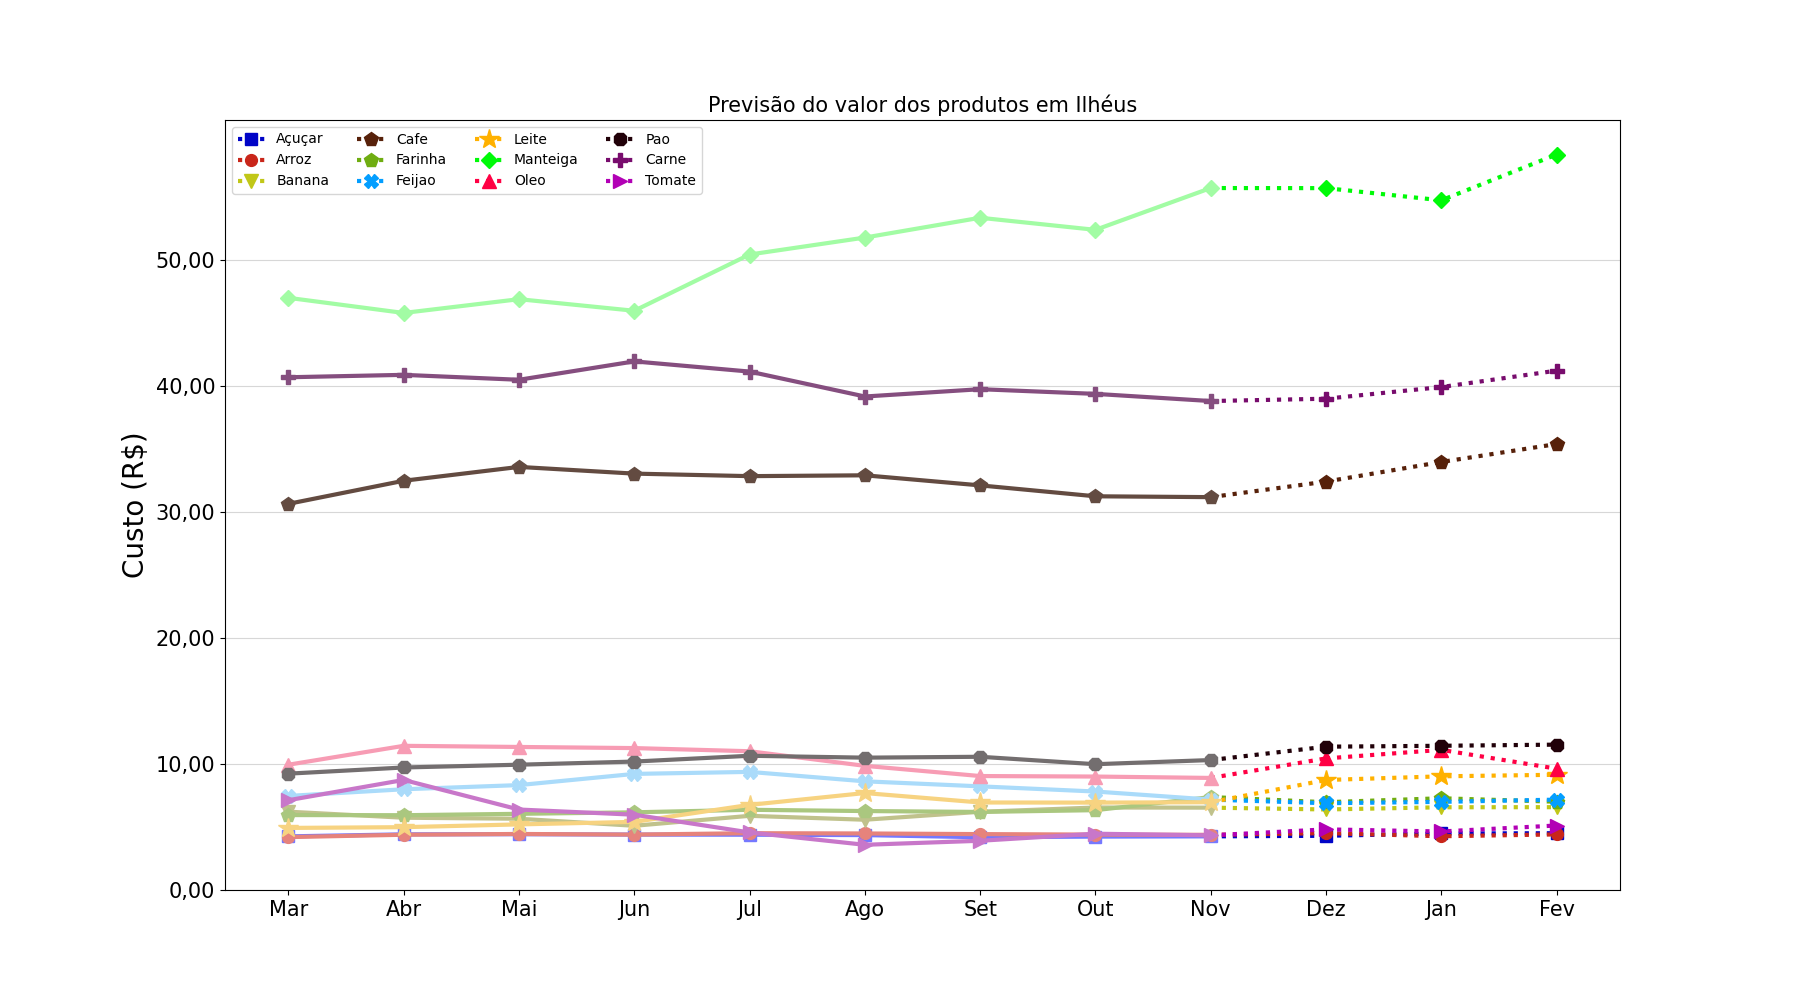 Previsão do valor dos produtos em Ilhéus
Açuçar
Arroz
Banana
Cafe
Farinha
Feijao
Leite
Manteiga
Oleo
Pao
Carne
Tomate
Custo (R$)
50,00
40,00
30,00
20,00
10,00
0,00
Mar Abr Mai Jun Jul Ago Set Out Nov Dez Jan Fev